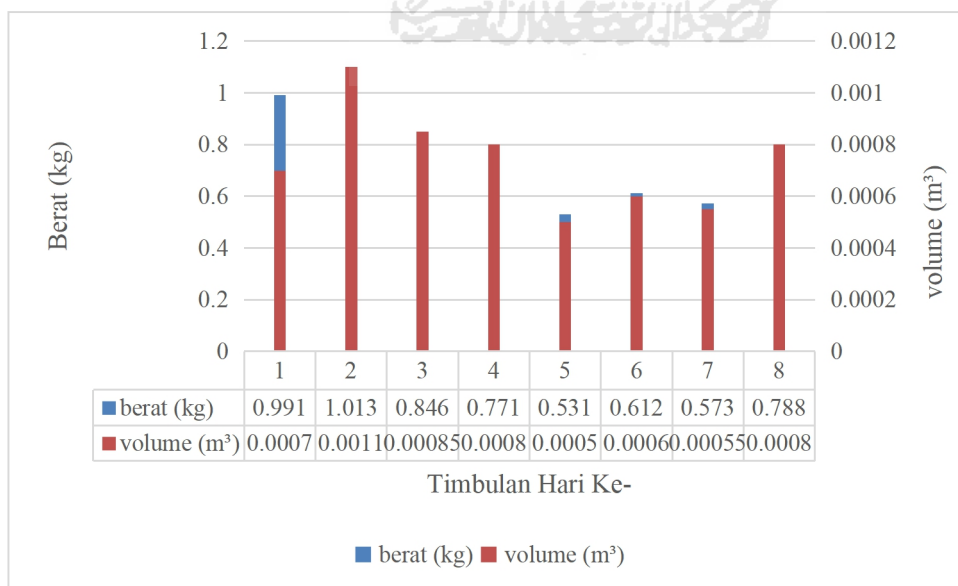 1.2 0.0012
1 0.001
0.8 0.0008
0.6 0.0006
0.4 0.0004
0.2 0.0002
0 0
Berat (kg)
volume (m³)
1 2 3 4 5 6 7 8
berat (kg) 0.991 1.013 0.846 0.771 0.531 0.612 0.573 0.788
volume (m³) 0.0007 0.0011 0.00085 0.0008 0.0005 0.0006 0.00055 0.0008
Timbulan Hari Ke-
berat (kg) volume (m³)